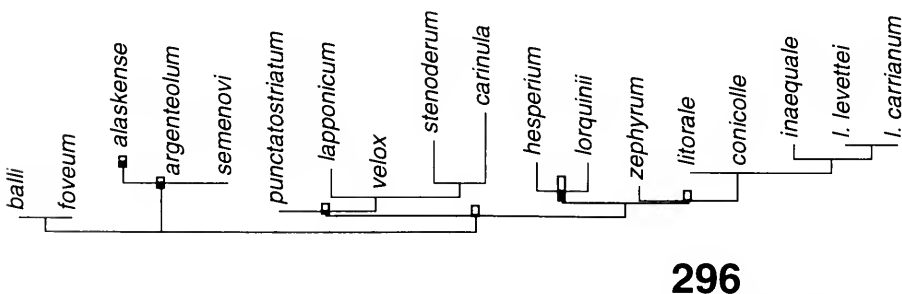 balli
foveum
alaskense
argenteolum
semenovi
punctatostriatum
lapponicum
velox
stenoderum
carinula
hesperium
lorquinii
zephyrum
litorale
conicolle
inaequale
l. levettei
l. carrianum
296